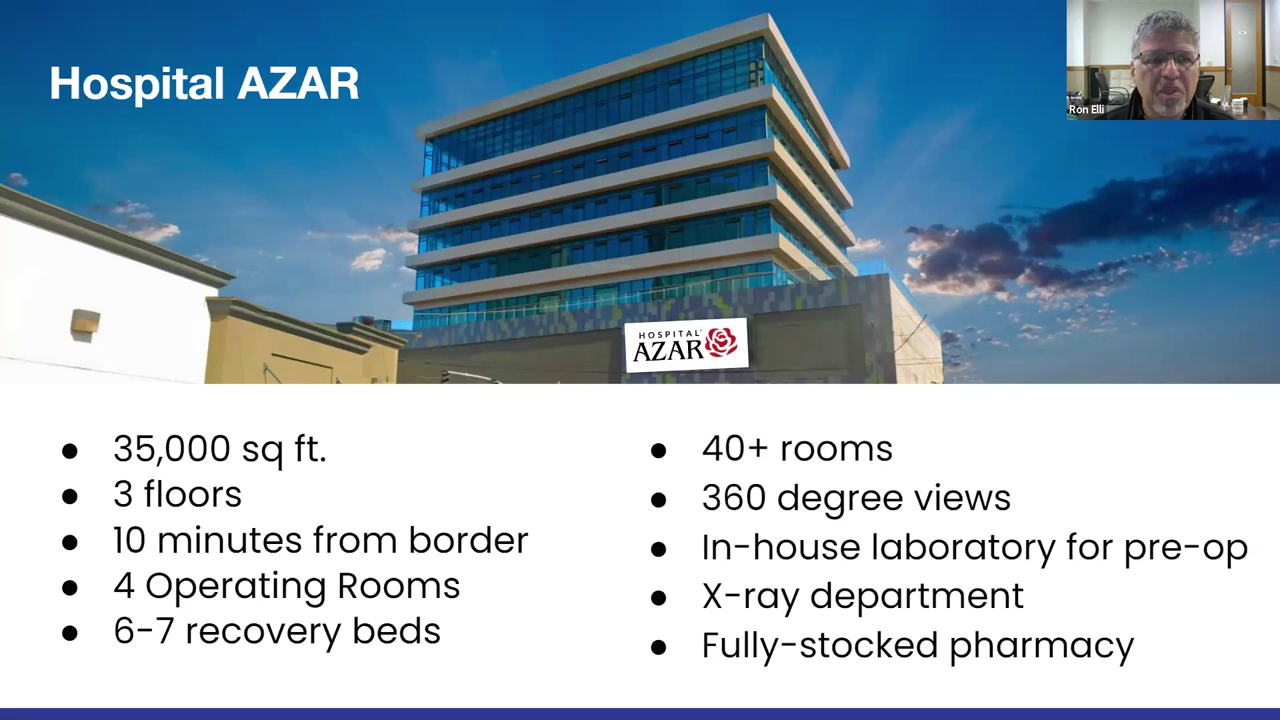 Hospital AZAR
Ron Elli
HOSPITAL
AZAR
● 35,000 sq ft.
● 3 floors
● 10 minutes from border
● 4 Operating Rooms
● 6-7 recovery beds
● 40+ rooms
● 360 degree views
● In-house laboratory for pre-op
● X-ray department
● Fully-stocked pharmacy